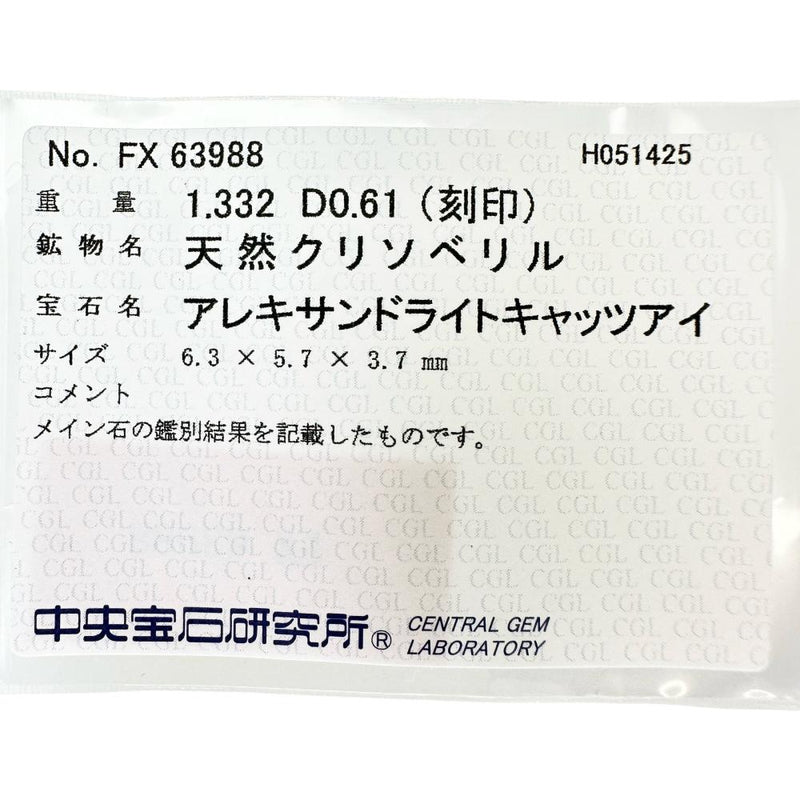 No. FX 63988 H051425
重量 1.332 D0.61（刻印）
鉱物名 天然クリソベリル
宝石名 アレキサンドライトキャッツアイ
サイズ 6.3 × 5.7 × 3.7 mm
コメント
メイン石の鑑別結果を記載したものです。
中央宝石研究所® CENTRAL GEM
LABORATORY